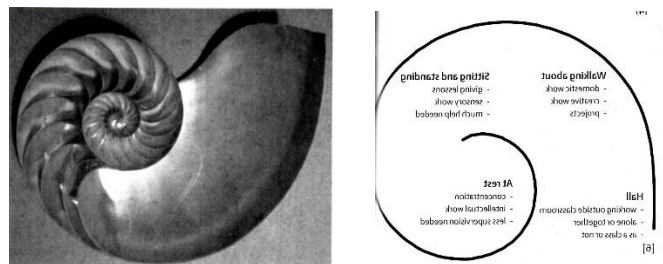 Walking about
- domestic work
- creative work
- projects
Sitting and standing
- giving lessons
- sensory work
- much help needed
Hall
- working outside classroom
- alone or together
- as a class or not
At rest
- concentration
- intellectual work
- less supervision needed
[6]